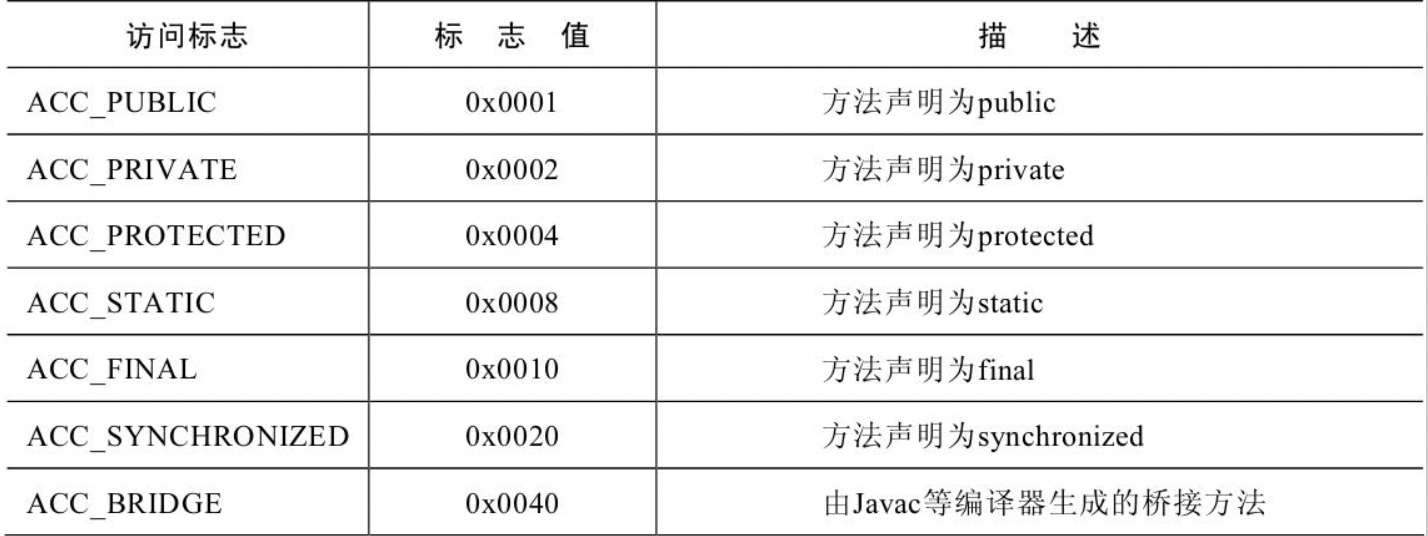 访问标志 标 志 值 描 述
ACC_PUBLIC 0x0001 方法声明为public
ACC_PRIVATE 0x0002 方法声明为private
ACC_PROTECTED 0x0004 方法声明为protected
ACC_STATIC 0x0008 方法声明为static
ACC_FINAL 0x0010 方法声明为final
ACC_SYNCHRONIZED 0x0020 方法声明为synchronized
ACC_BRIDGE 0x0040 由Javac等编译器生成的桥接方法